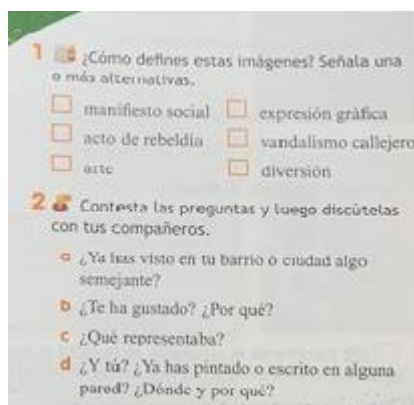 1 ¿Cómo defines estas imágenes? Señala una
o más alternativas.
manifiesto social expresión gráfica
acto de rebeldía vandalismo callejero
arte diversión
2 Contesta las preguntas y luego discútelas
con tus compañeros.
a ¿Ya has visto en tu barrio o ciudad algo
semejante?
b ¿Te ha gustado? ¿Por qué?
c ¿Qué representaba?
d ¿Y tú? ¿Ya has pintado o escrito en alguna
pared? ¿Dónde y por qué?